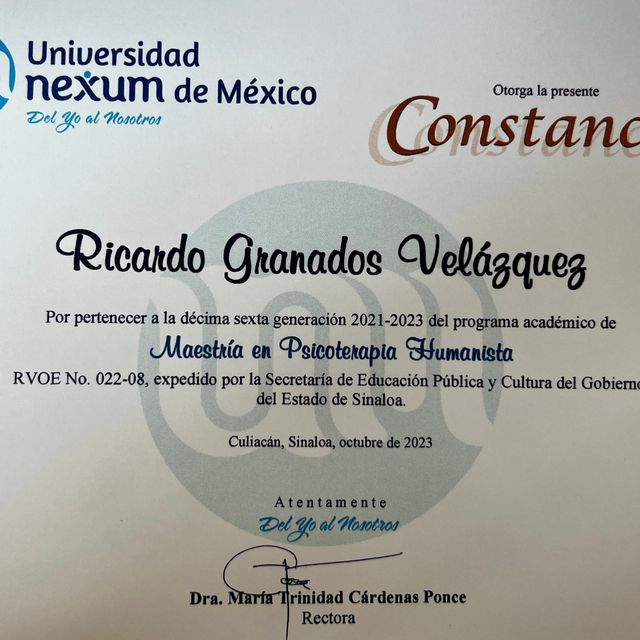 Universidad
nexum de México
Del Yo al Nosotros
Otorga la presente
Constanc
Ricardo Granados Velázquez
Por pertenecer a la décima sexta generación 2021-2023 del programa académico de
Maestría en Psicoterapia Humanista
RVOE No. 022-08, expedido por la Secretaría de Educación Pública y Cultura del Gobierno
del Estado de Sinaloa.
Culiacán, Sinaloa, octubre de 2023
Atentamente
Del Yo al Nosotros
Dra. María Trinidad Cárdenas Ponce
Rectora